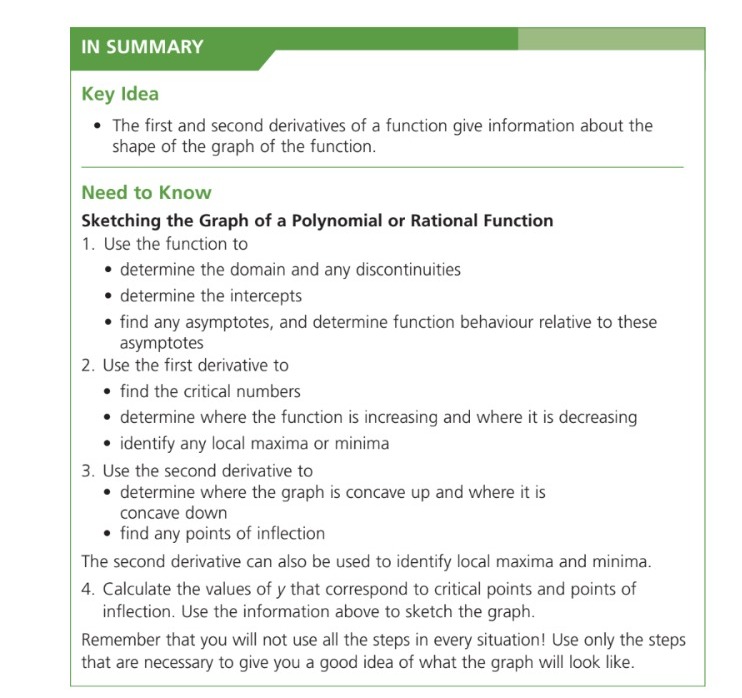 IN SUMMARY
Key Idea
• The first and second derivatives of a function give information about the
shape of the graph of the function.
Need to Know
Sketching the Graph of a Polynomial or Rational Function
1. Use the function to
• determine the domain and any discontinuities
• determine the intercepts
• find any asymptotes, and determine function behaviour relative to these
asymptotes
2. Use the first derivative to
• find the critical numbers
• determine where the function is increasing and where it is decreasing
• identify any local maxima or minima
3. Use the second derivative to
• determine where the graph is concave up and where it is
concave down
• find any points of inflection
The second derivative can also be used to identify local maxima and minima.
4. Calculate the values of y that correspond to critical points and points of
inflection. Use the information above to sketch the graph.
Remember that you will not use all the steps in every situation! Use only the steps
that are necessary to give you a good idea of what the graph will look like.